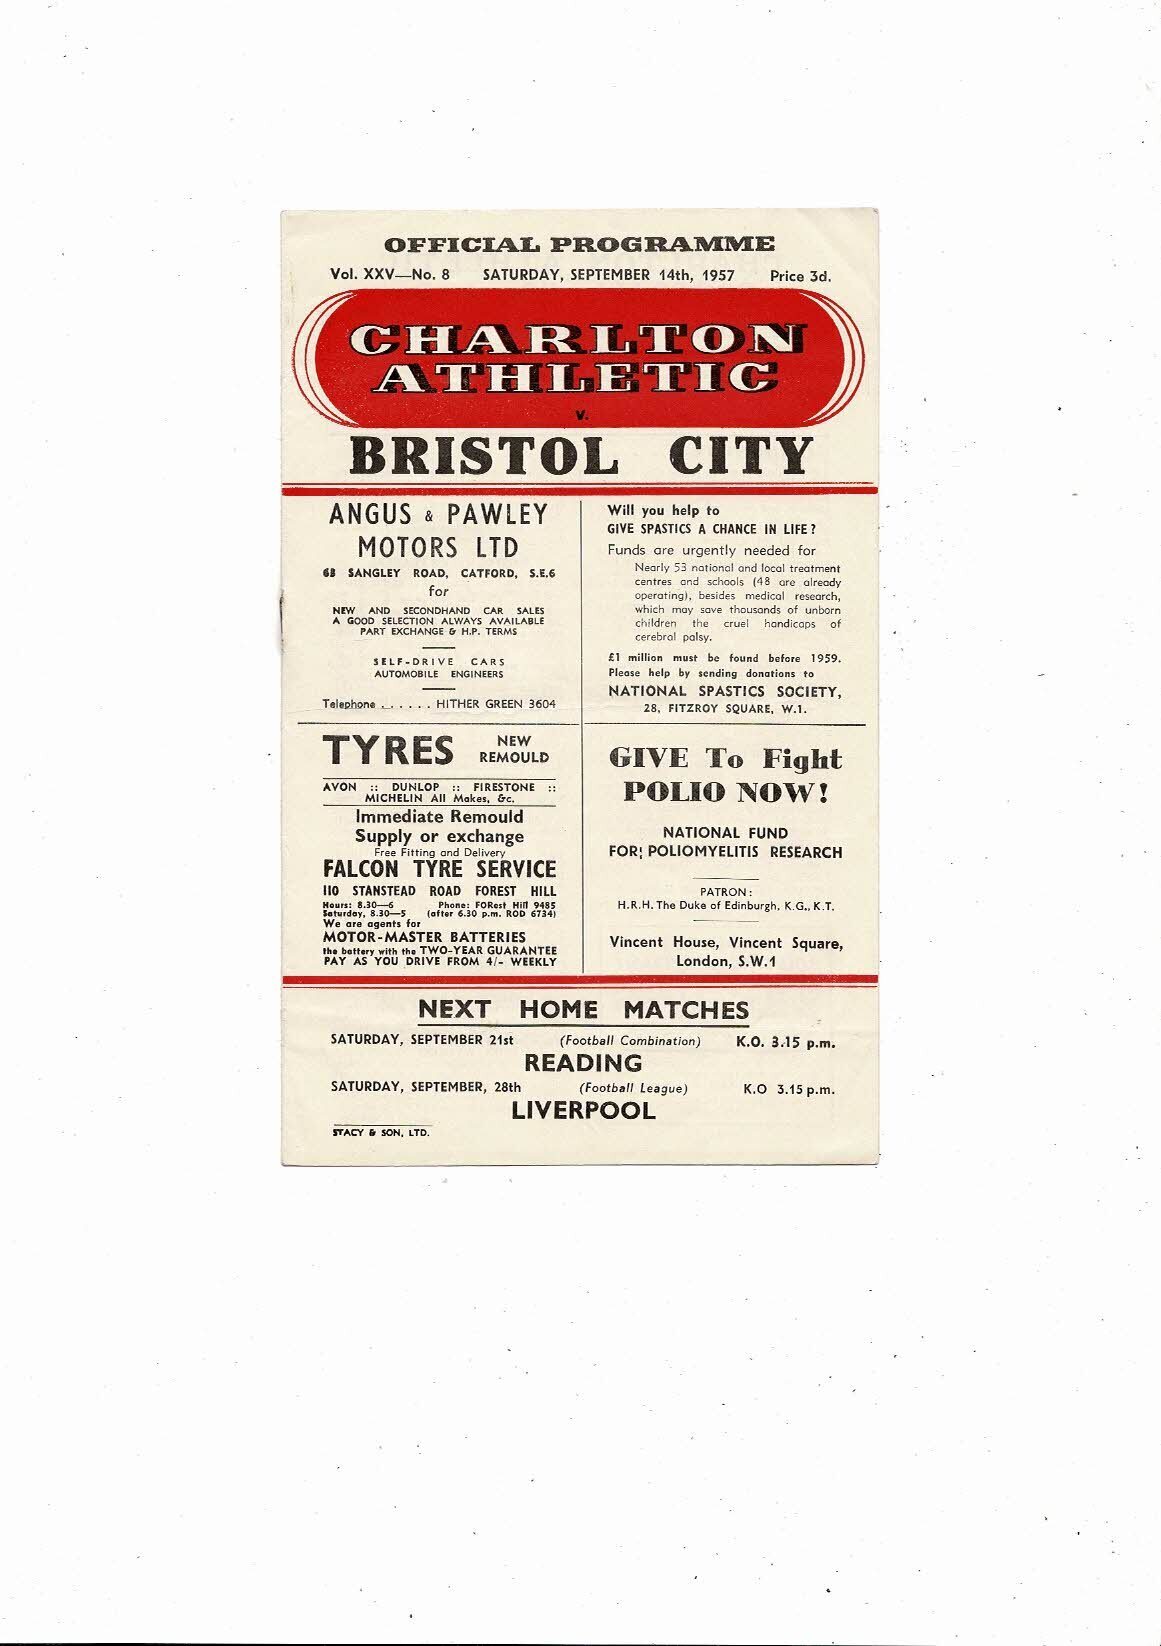 OFFICIAL PROGRAMME
Vol. XXV—No. 8 SATURDAY, SEPTEMBER 14th, 1957 Price 3d.
CHARLTON
ATHLETIC
v.
BRISTOL CITY
ANGUS & PAWLEY
MOTORS LTD
68 SANGLEY ROAD, CATFORD, S.E.6
for
NEW AND SECONDHAND CAR SALES
A GOOD SELECTION ALWAYS AVAILABLE
PART EXCHANGE & H.P. TERMS
SELF-DRIVE CARS
AUTOMOBILE ENGINEERS
Telephone . . . . . . HITHER GREEN 3604
Will you help to
GIVE SPASTICS A CHANCE IN LIFE?
Funds are urgently needed for
Nearly 53 national and local treatment
centres and schools (48 are already
operating), besides medical research,
which may save thousands of unborn
children the cruel handicaps of
cerebral palsy.
£1 million must be found before 1959.
Please help by sending donations to
NATIONAL SPASTICS SOCIETY,
28, FITZROY SQUARE, W.1.
TYRES NEW
REMOULD
AVON :: DUNLOP :: FIRESTONE ::
MICHELIN All Makes, &c.
Immediate Remould
Supply or exchange
Free Fitting and Delivery
FALCON TYRE SERVICE
110 STANSTEAD ROAD FOREST HILL
Hours: 8.30—6 Phone: FORest Hill 9485
Saturday, 8.30—5 (after 6.30 p.m. ROD 6734)
We are agents for
MOTOR-MASTER BATTERIES
the battery with the TWO-YEAR GUARANTEE
PAY AS YOU DRIVE FROM 4/- WEEKLY
GIVE To Fight
POLIO NOW!
NATIONAL FUND
FOR POLIOMYELITIS RESEARCH
PATRON:
H.R.H. The Duke of Edinburgh, K.G., K.T.
Vincent House, Vincent Square,
London, S.W.1
NEXT HOME MATCHES
SATURDAY, SEPTEMBER 21st (Football Combination) K.O. 3.15 p.m.
READING
SATURDAY, SEPTEMBER, 28th (Football League) K.O 3.15 p.m.
LIVERPOOL
STACY & SON, LTD.